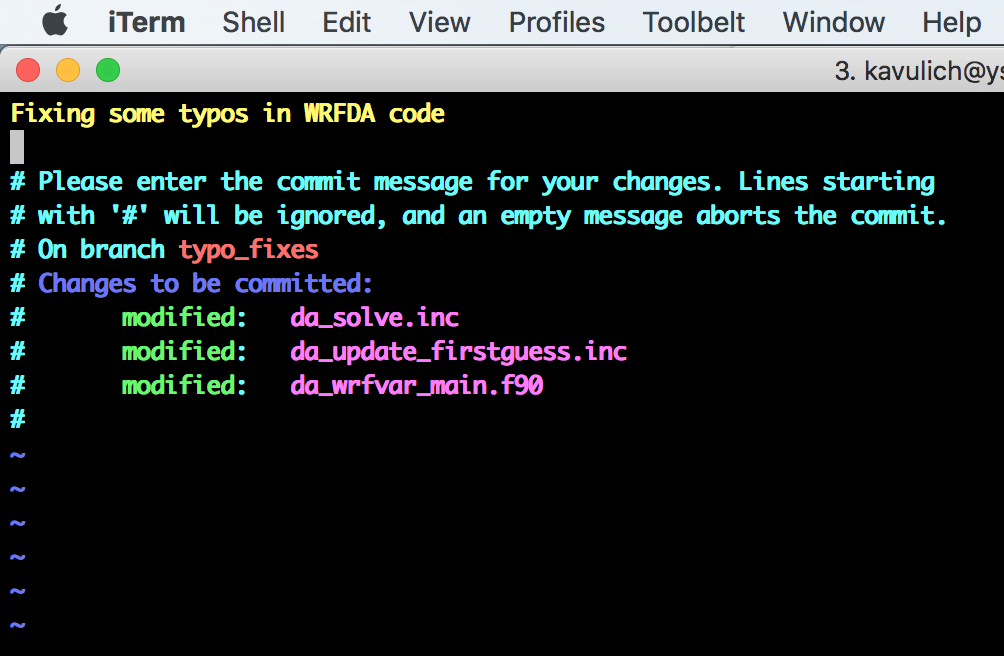 iTerm Shell Edit View Profiles Toolbelt Window Help
3. kavulich@ys
Fixing some typos in WRFDA code
# Please enter the commit message for your changes. Lines starting
# with '#' will be ignored, and an empty message aborts the commit.
# On branch typo_fixes
# Changes to be committed:
#       modified:   da_solve.inc
#       modified:   da_update_firstguess.inc
#       modified:   da_wrfvar_main.f90
#
~
~
~
~
~
~